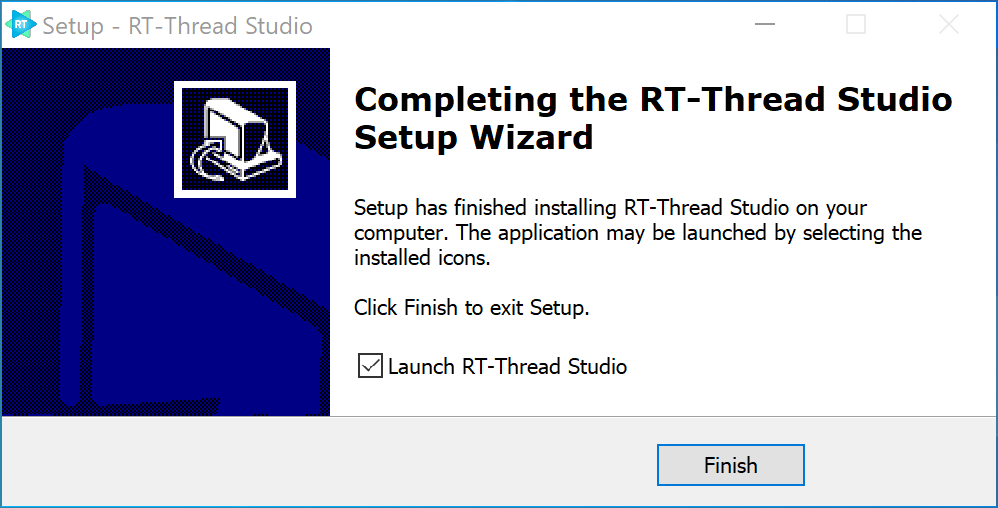 RT
Setup - RT-Thread Studio
Completing the RT-Thread Studio
Setup Wizard
Setup has finished installing RT-Thread Studio on your
computer. The application may be launched by selecting the
installed icons.
Click Finish to exit Setup.
Launch RT-Thread Studio
Finish